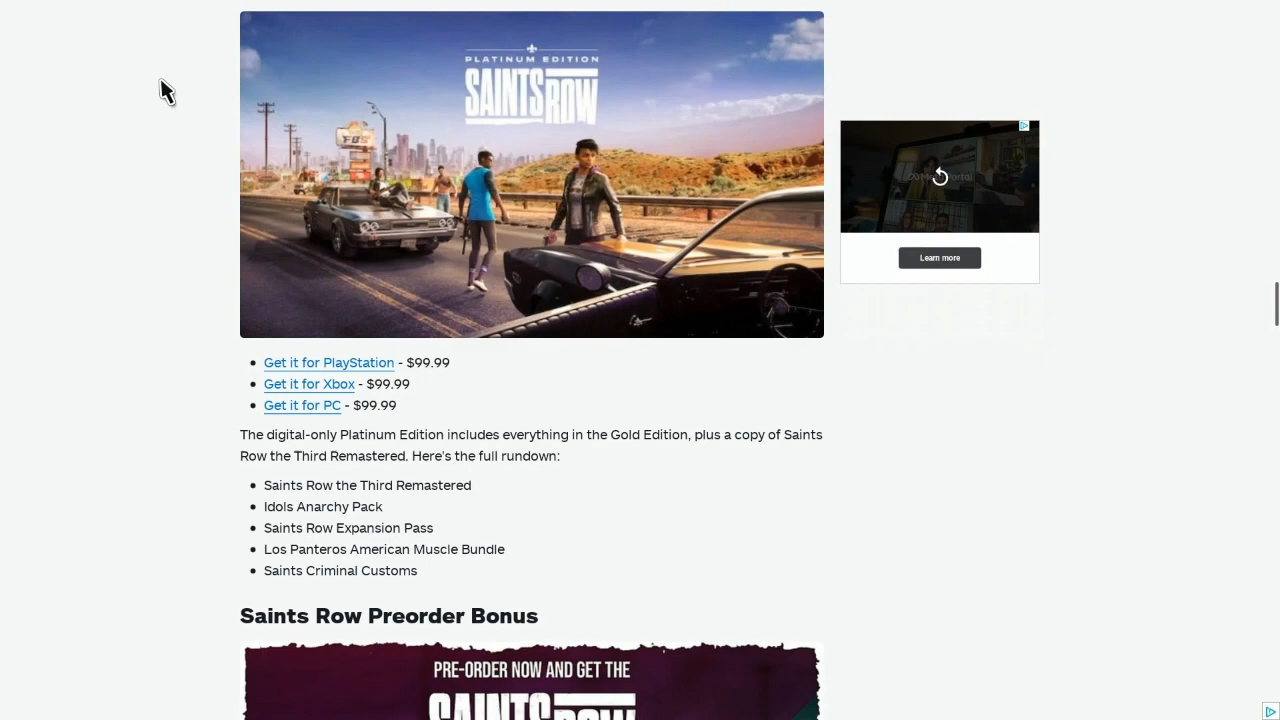 PLATINUM EDITION
SAINTS ROW
Learn more
Get it for PlayStation - $99.99
Get it for Xbox - $99.99
Get it for PC - $99.99
The digital-only Platinum Edition includes everything in the Gold Edition, plus a copy of Saints
Row the Third Remastered. Here's the full rundown:
Saints Row the Third Remastered
Idols Anarchy Pack
Saints Row Expansion Pass
Los Panteros American Muscle Bundle
Saints Criminal Customs
Saints Row Preorder Bonus
PRE-ORDER NOW AND GET THE
SAINTS ROW